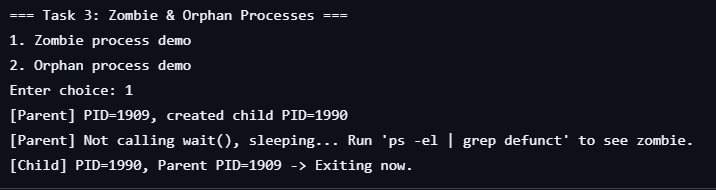 === Task 3: Zombie & Orphan Processes ===
1. Zombie process demo
2. Orphan process demo
Enter choice: 1
[Parent] PID=1909, created child PID=1990
[Parent] Not calling wait(), sleeping... Run 'ps -el | grep defunct' to see zombie.
[Child] PID=1990, Parent PID=1909 -> Exiting now.